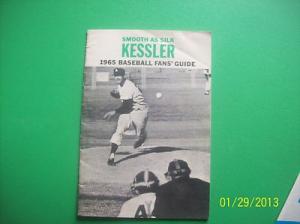 SMOOTH AS SILK
KESSLER
1965 BASEBALL FANS' GUIDE
01/29/2013